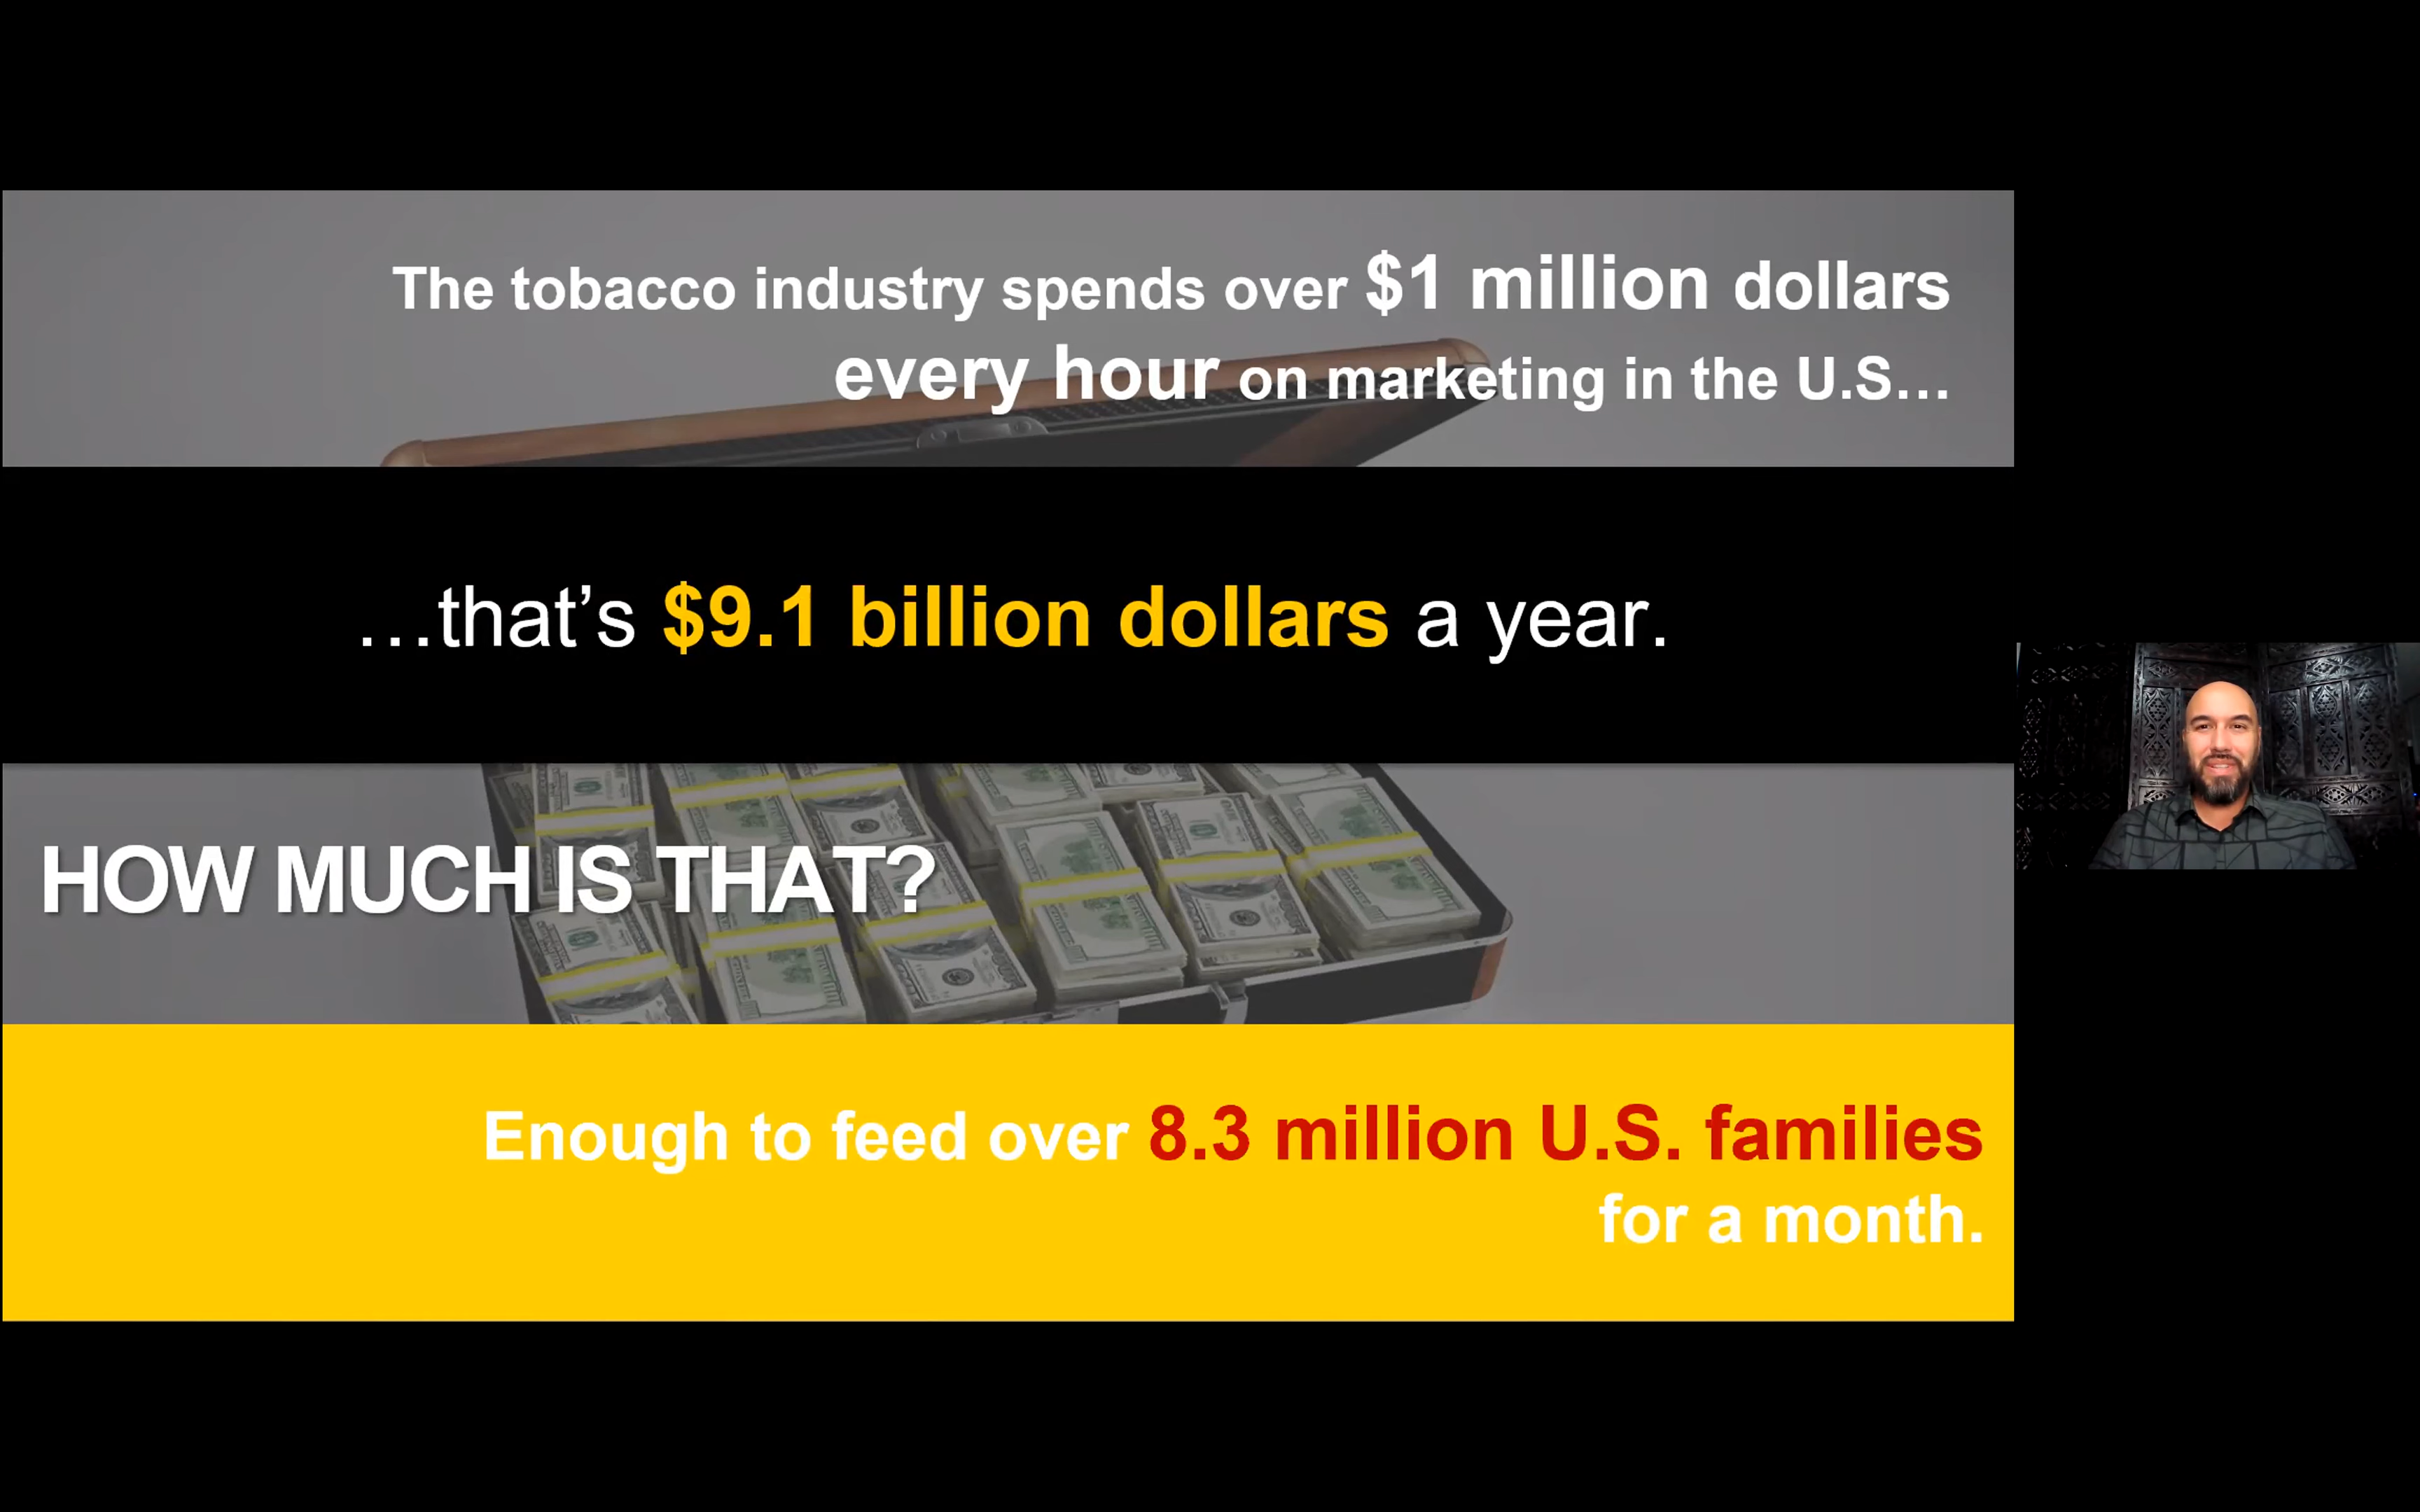 The tobacco industry spends over $1 million dollars
every hour on marketing in the U.S...
...that’s $9.1 billion dollars a year.
HOW MUCH IS THAT?
Enough to feed over 8.3 million U.S. families
for a month.